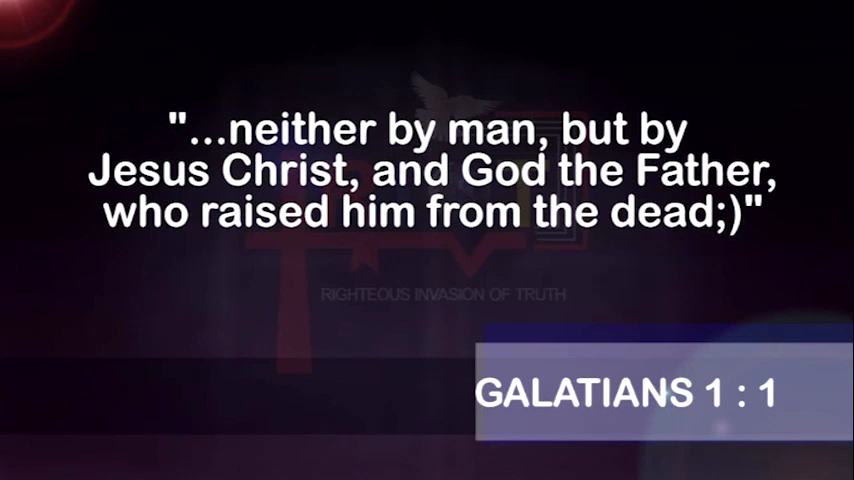 "...neither by man, but by
Jesus Christ, and God the Father,
who raised him from the dead;)"
RIGHTEOUS INVASION OF TRUTH
GALATIANS 1 : 1